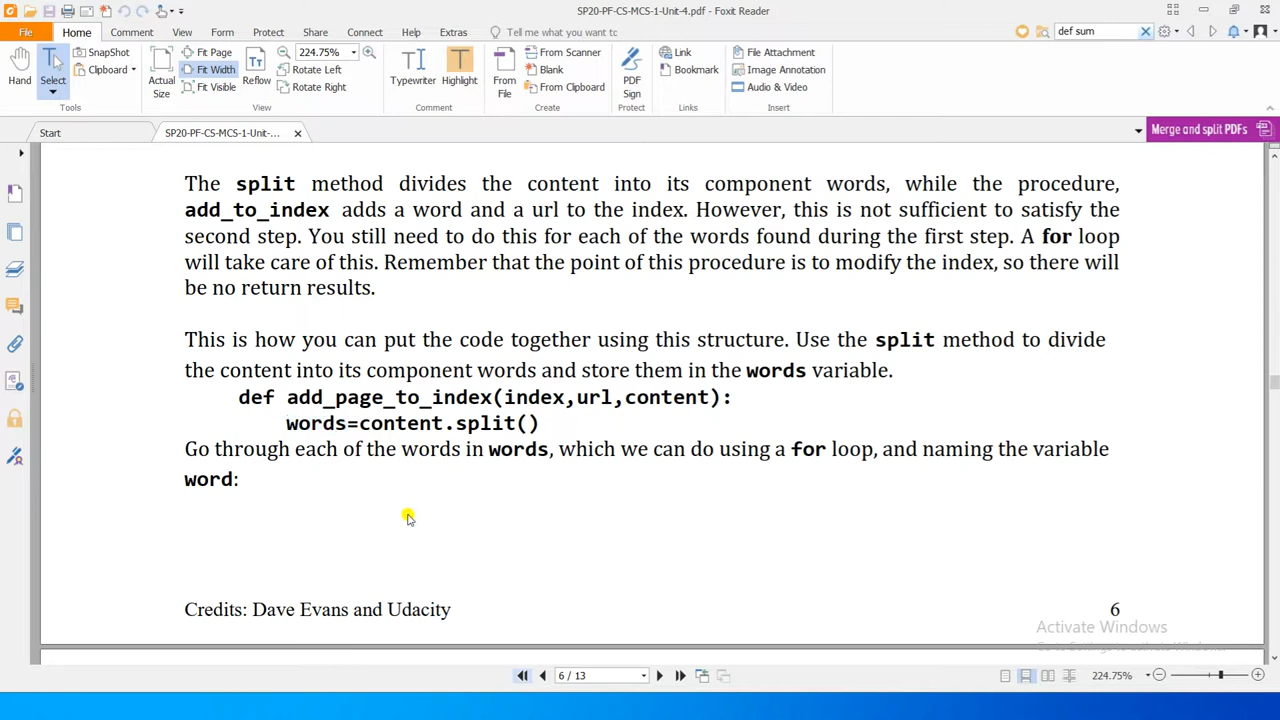 SP20-PF-CS-MCS-1-Unit-4.pdf - Foxit Reader
File Home Comment View Form Protect Share Connect Help Extras Tell me what you want tc def sum
Hand
Select
SnapShot
Clipboard
Tools
Actual Size
Fit Page
Fit Width
Fit Visible
Reflow
224.75%
Rotate Left
Rotate Right
View
Typewriter
Highlight
Comment
From File
From Scanner
Blank
From Clipboard
Create
PDF Sign
Protect
Link
Bookmark
Links
File Attachment
Image Annotation
Audio & Video
Insert
Start
SP20-PF-CS-MCS-1-Unit-...
Merge and split PDFs
The split method divides the content into its component words, while the procedure,
add_to_index adds a word and a url to the index. However, this is not sufficient to satisfy the
second step. You still need to do this for each of the words found during the first step. A for loop
will take care of this. Remember that the point of this procedure is to modify the index, so there will
be no return results.
This is how you can put the code together using this structure. Use the split method to divide
the content into its component words and store them in the words variable.
def add_page_to_index(index,url,content):
words=content.split()
Go through each of the words in words, which we can do using a for loop, and naming the variable
word:
Credits: Dave Evans and Udacity 6
Activate Windows
6 / 13
224.75%